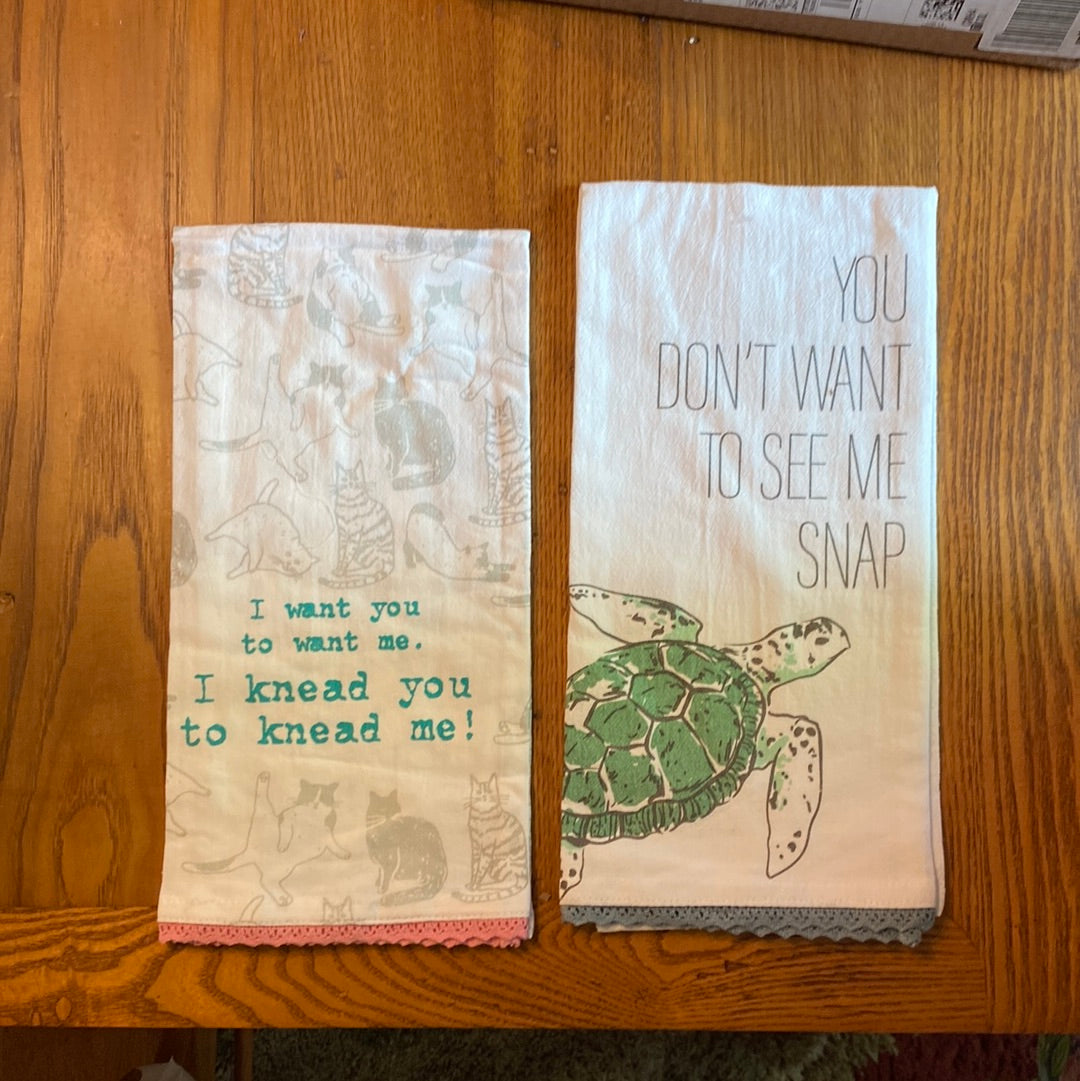 I want you
to want me.
I knead you
to knead me!
YOU
DON'T WANT
TO SEE ME
SNAP